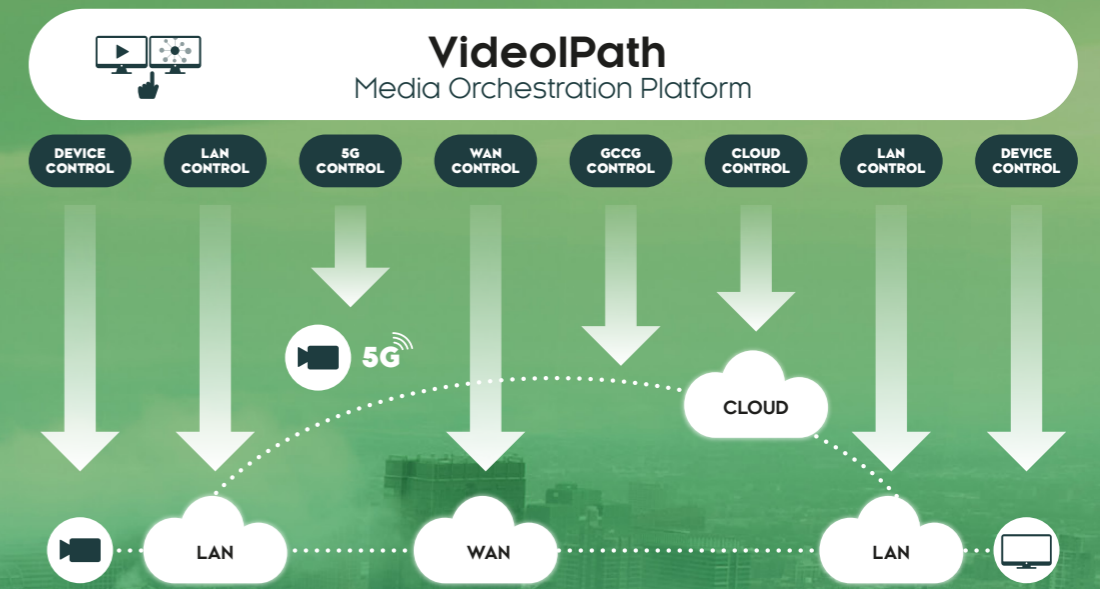 VideoIPath
Media Orchestration Platform
DEVICE
CONTROL
LAN
CONTROL
5G
CONTROL
WAN
CONTROL
GCCG
CONTROL
CLOUD
CONTROL
LAN
CONTROL
DEVICE
CONTROL
5G
CLOUD
LAN
WAN
LAN